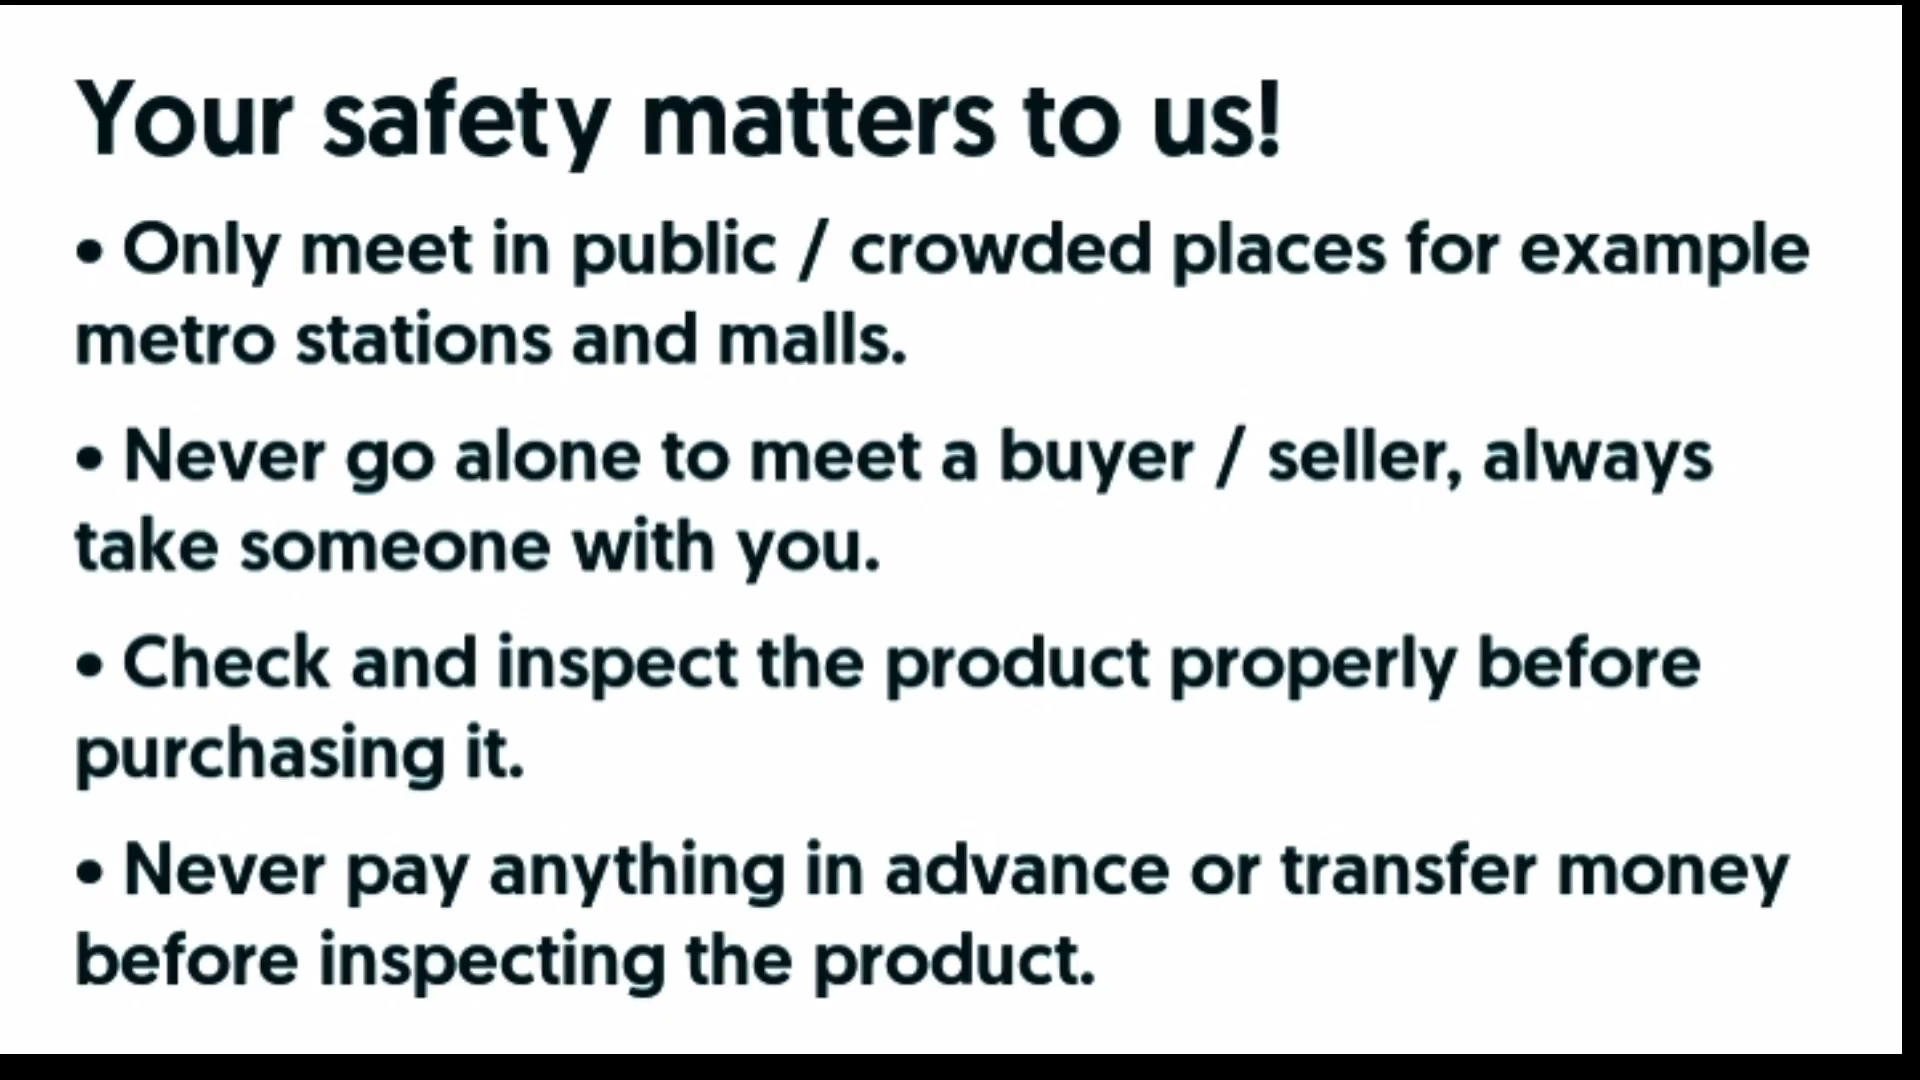 Your safety matters to us!
• Only meet in public / crowded places for example
metro stations and malls.
• Never go alone to meet a buyer / seller, always
take someone with you.
• Check and inspect the product properly before
purchasing it.
• Never pay anything in advance or transfer money
before inspecting the product.